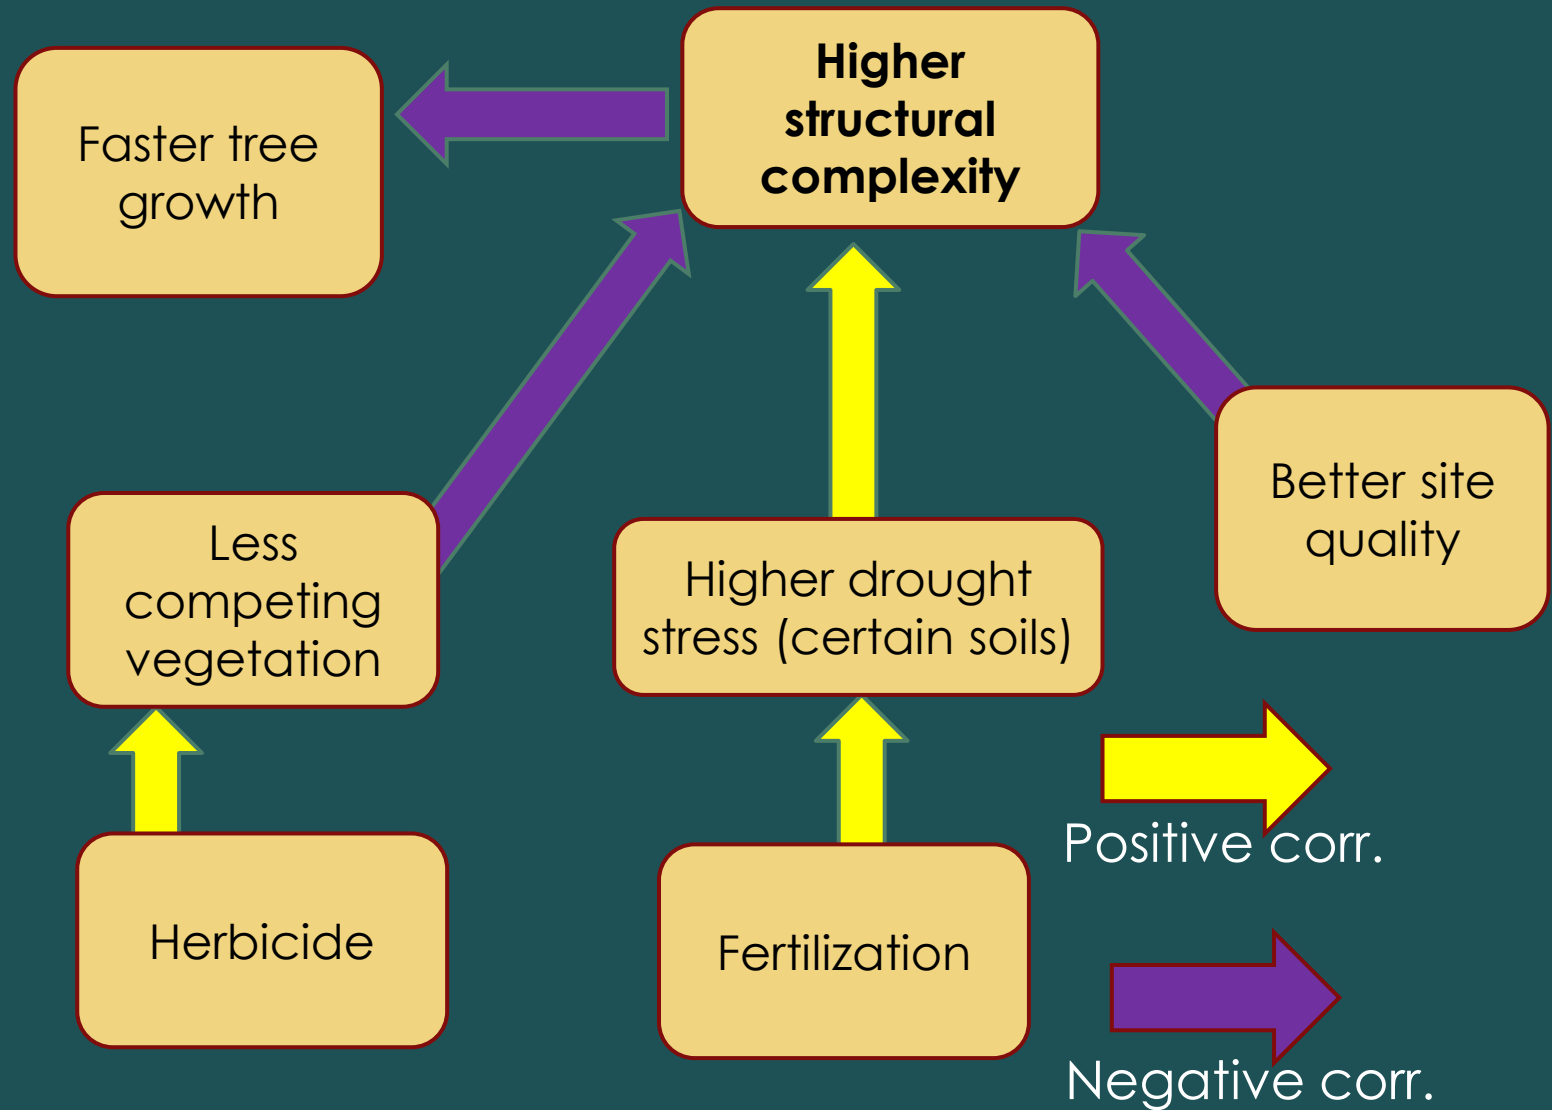 Higher
structural
complexity
Faster tree
growth
Better site
quality
Less
competing
vegetation
Higher drought
stress (certain soils)
Positive corr.
Herbicide
Fertilization
Negative corr.